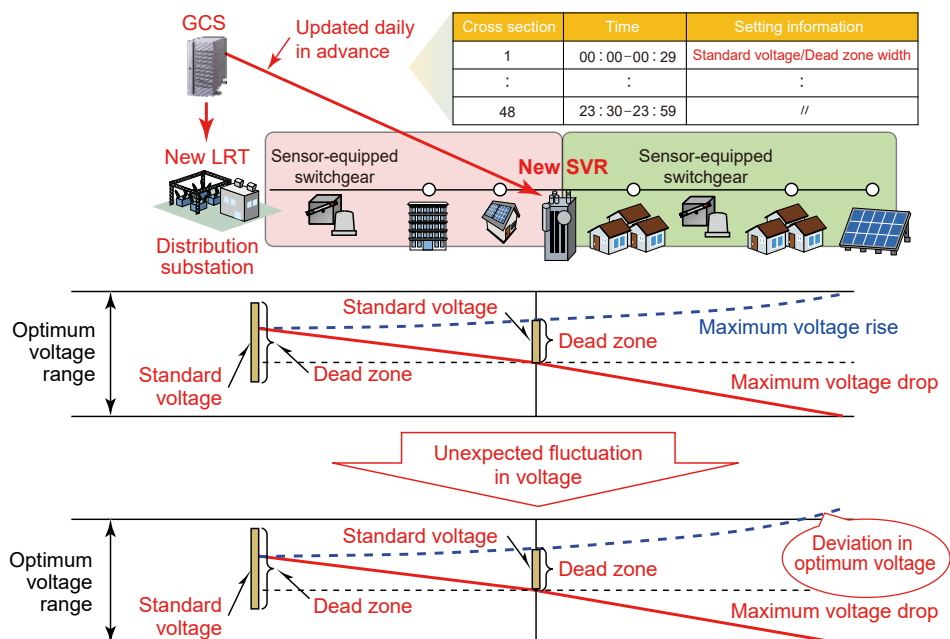 GCS
Updated daily
in advance
Cross section Time Setting information
1 00:00-00:29 Standard voltage/Dead zone width
: : :
48 23:30-23:59 〃
New LRT
Sensor-equipped
switchgear
New SVR
Sensor-equipped
switchgear
Distribution
substation
Optimum
voltage
range
Standard voltage
Dead zone
Maximum voltage rise
Standard
voltage
Dead zone
Maximum voltage drop
Unexpected fluctuation
in voltage
Optimum
voltage
range
Standard voltage
Dead zone
Deviation in
optimum voltage
Standard
voltage
Dead zone
Maximum voltage drop